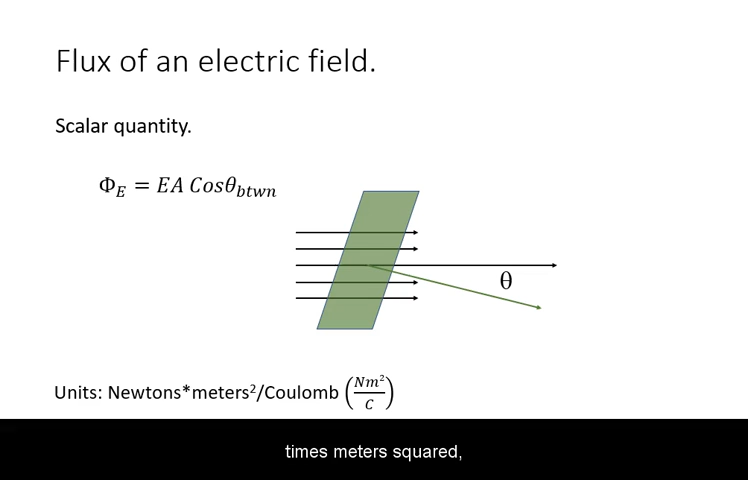 Flux of an electric field.
Scalar quantity.
Φ_E = EA Cosθ_btwn
θ
Units: Newtons*meters²/Coulomb (Nm²/C)
times meters squared,